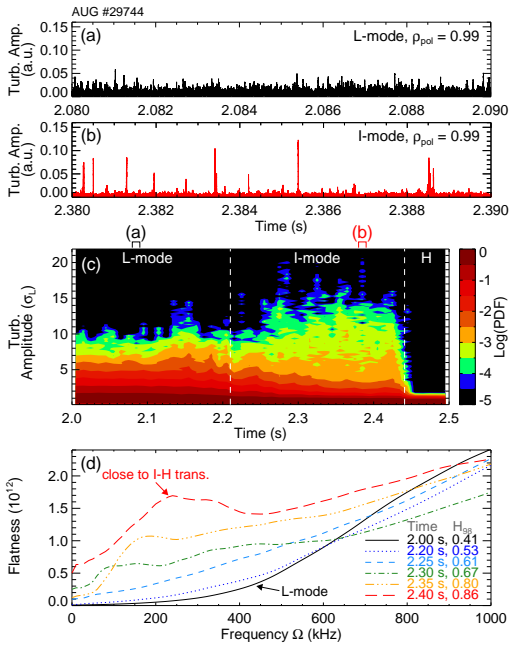 AUG #29744
(a)
L-mode, ρpol = 0.99
Turb. Amp.
(a.u.)
0.15
0.10
0.05
0.00
2.080 2.082 2.084 2.086 2.088 2.090
(b)
I-mode, ρpol = 0.99
Turb. Amp.
(a.u.)
0.15
0.10
0.05
0.00
2.380 2.382 2.384 2.386 2.388 2.390
Time (s)
(a)
(b)
(c)
L-mode
I-mode
H
Turb.
Amplitude (σL)
20
15
10
5
2.0 2.1 2.2 2.3 2.4 2.5
Time (s)
0
-1
-2
-3
-4
-5
Log(PDF)
(d)
close to I-H trans.
Flatness (10^12)
2.0
1.5
1.0
0.5
0.0
L-mode
Time H98
2.00 s, 0.41
2.20 s, 0.53
2.25 s, 0.61
2.30 s, 0.67
2.35 s, 0.80
2.40 s, 0.86
0 200 400 600 800 1000
Frequency Ω (kHz)